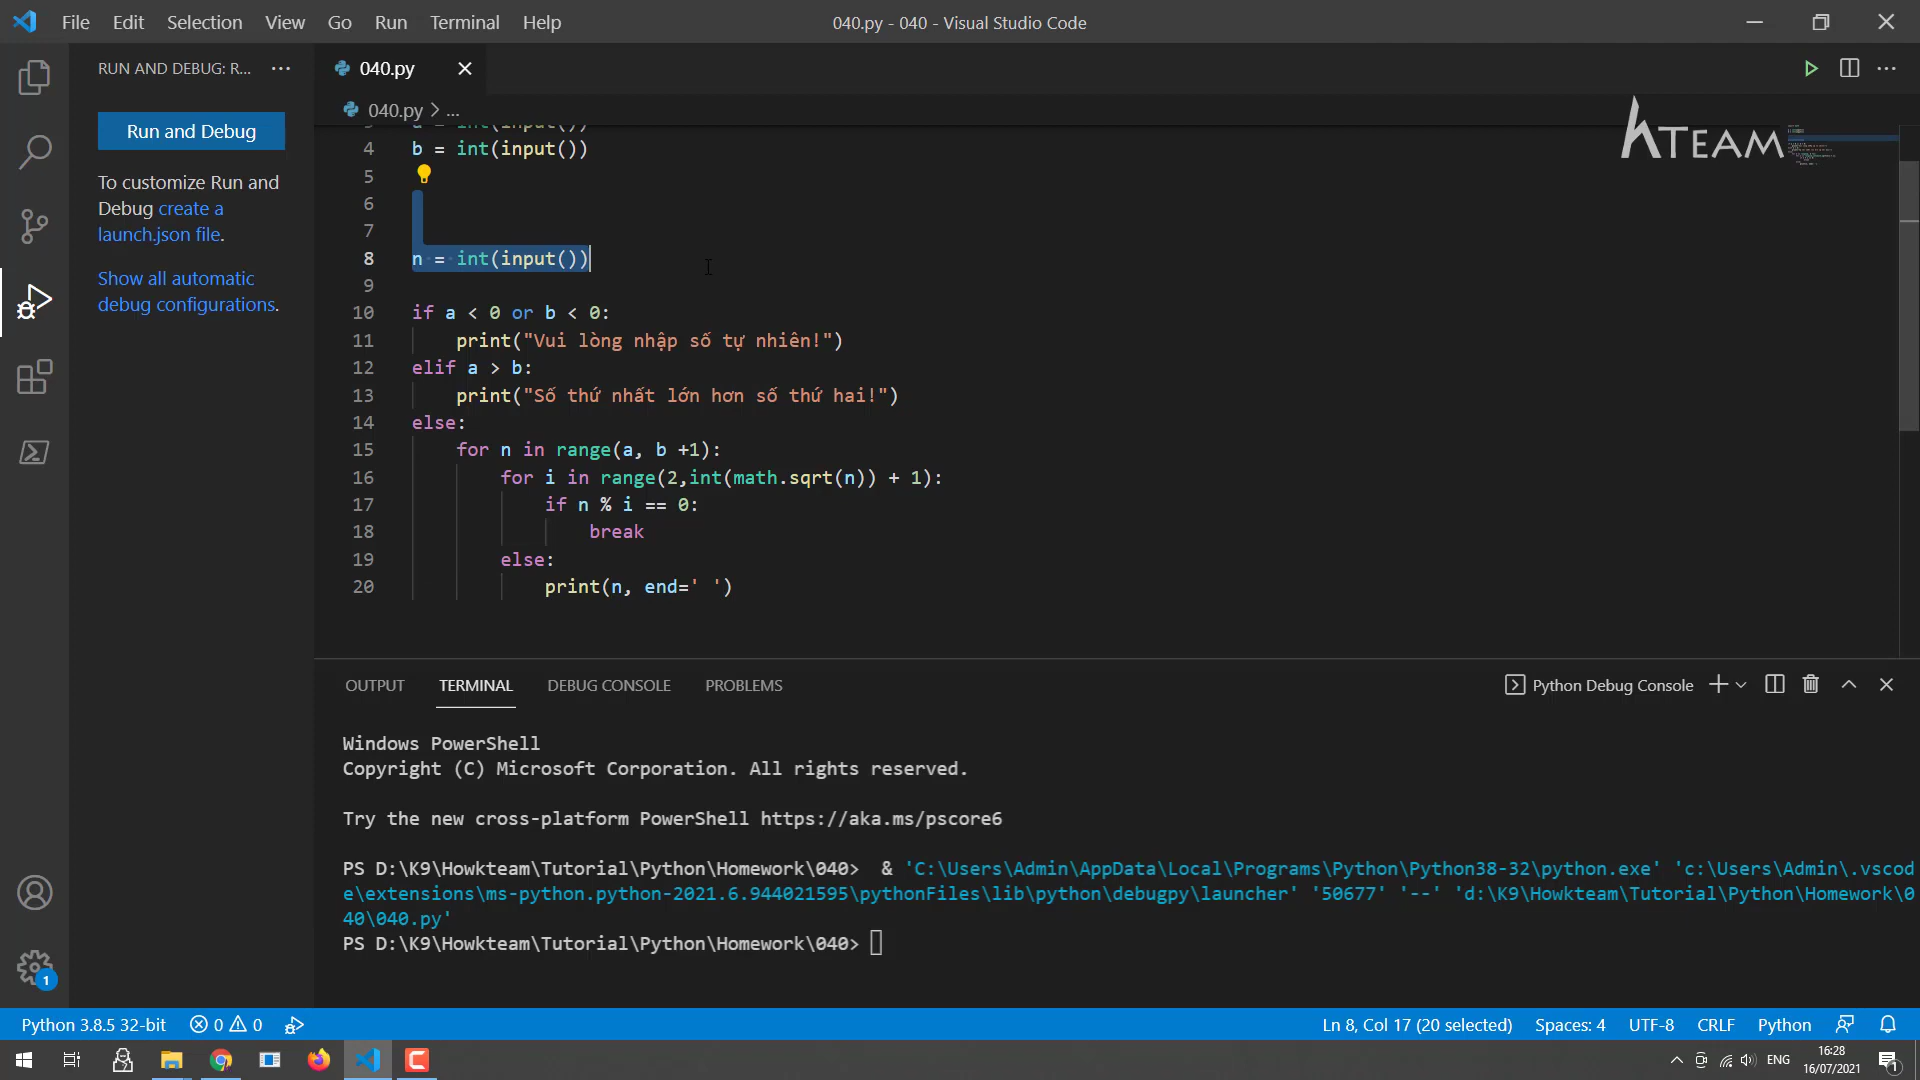 File Edit Selection View Go Run Terminal Help
040.py - 040 - Visual Studio Code
RUN AND DEBUG: R...
040.py
Run and Debug
040.py > ...
kTEAM
To customize Run and
Debug create a
launch.json file.
Show all automatic
debug configurations.
3 a = int(input())
4 b = int(input())
5
6
7
8 n = int(input())
9
10 if a < 0 or b < 0:
11 print("Vui lòng nhập số tự nhiên!")
12 elif a > b:
13 print("Số thứ nhất lớn hơn số thứ hai!")
14 else:
15 for n in range(a, b +1):
16 for i in range(2,int(math.sqrt(n)) + 1):
17 if n % i == 0:
18 break
19 else:
20 print(n, end=' ')
OUTPUT TERMINAL DEBUG CONSOLE PROBLEMS
Python Debug Console
Windows PowerShell
Copyright (C) Microsoft Corporation. All rights reserved.
Try the new cross-platform PowerShell https://aka.ms/pscore6
PS D:\K9\Howkteam\Tutorial\Python\Homework\040> & 'C:\Users\Admin\AppData\Local\Programs\Python\Python38-32\python.exe' 'c:\Users\Admin\.vscod
e\extensions\ms-python.python-2021.6.944021595\pythonFiles\lib\python\debugpy\launcher' '50677' '--' 'd:\K9\Howkteam\Tutorial\Python\Homework\0
40\040.py'
PS D:\K9\Howkteam\Tutorial\Python\Homework\040>
1
Python 3.8.5 32-bit 0 0
Ln 8, Col 17 (20 selected) Spaces: 4 UTF-8 CRLF Python
ENG
16:28
16/07/2021
1